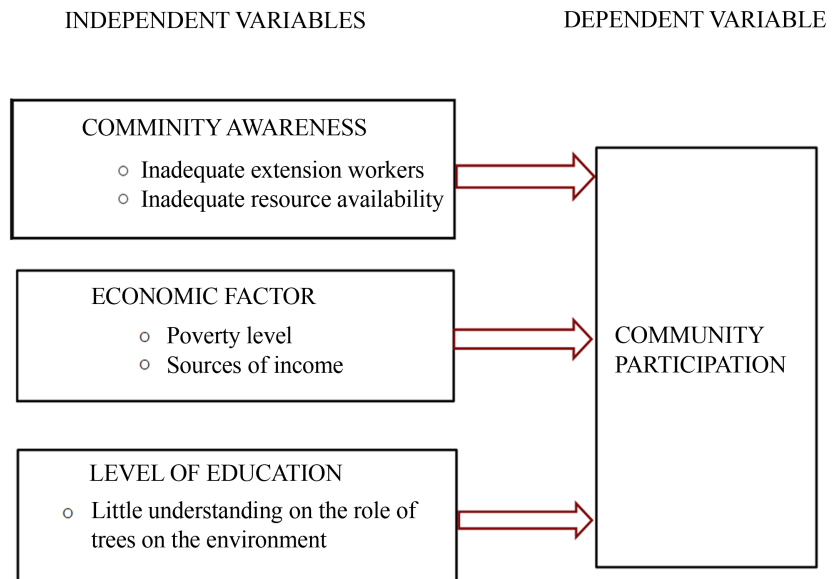 INDEPENDENT VARIABLES
DEPENDENT VARIABLE
COMMINITY AWARENESS
Inadequate extension workers
Inadequate resource availability
ECONOMIC FACTOR
Poverty level
Sources of income
LEVEL OF EDUCATION
Little understanding on the role of
trees on the environment
COMMUNITY
PARTICIPATION